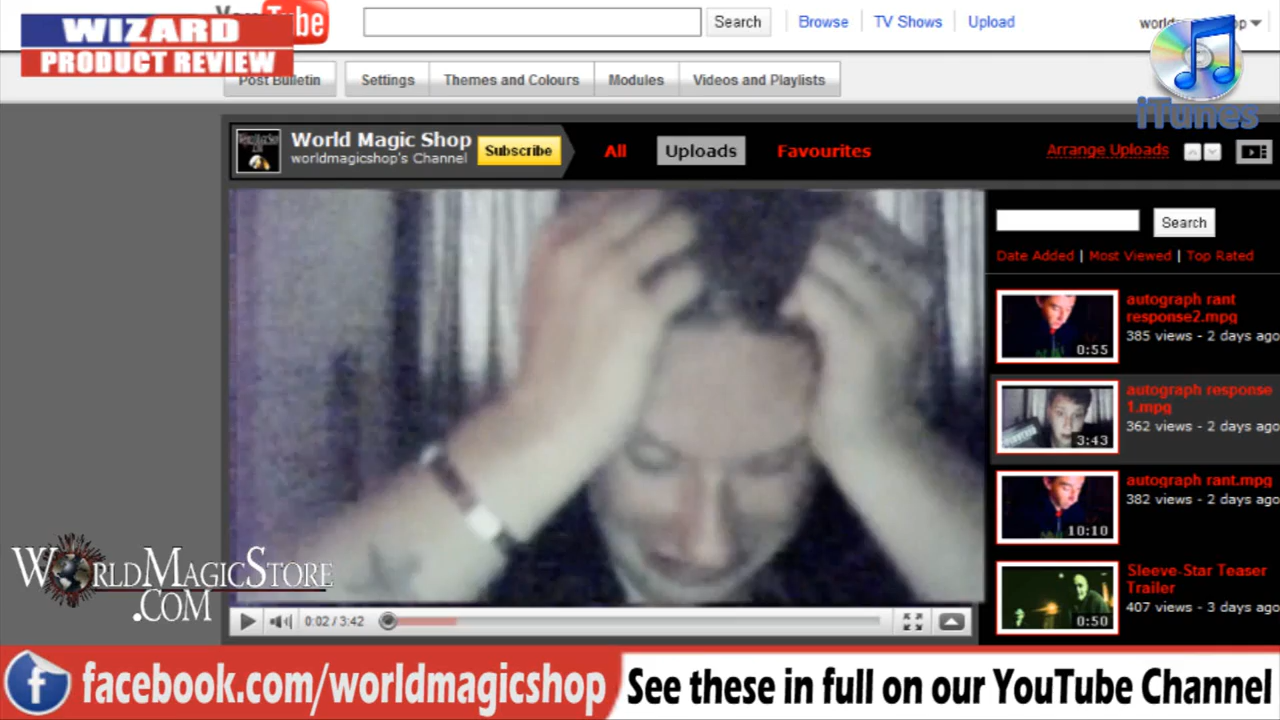 YouTube
WIZARD
PRODUCT REVIEW
Search
Browse
TV Shows
Upload
iTunes
Post Bulletin
Settings
Themes and Colours
Modules
Videos and Playlists
World Magic Shop
worldmagicshop's Channel
Subscribe
All
Uploads
Favourites
Arrange Uploads
Search
Date Added | Most Viewed | Top Rated
autograph rant
response2.mpg
385 views - 2 days ago
0:55
autograph response
1.mpg
362 views - 2 days ago
3:43
autograph rant.mpg
382 views - 2 days ago
10:10
Sleeve-Star Teaser
Trailer
407 views - 3 days ago
0:50
WORLDMAGICSTORE
.COM
0:02 / 3:42
facebook.com/worldmagicshop
See these in full on our YouTube Channel